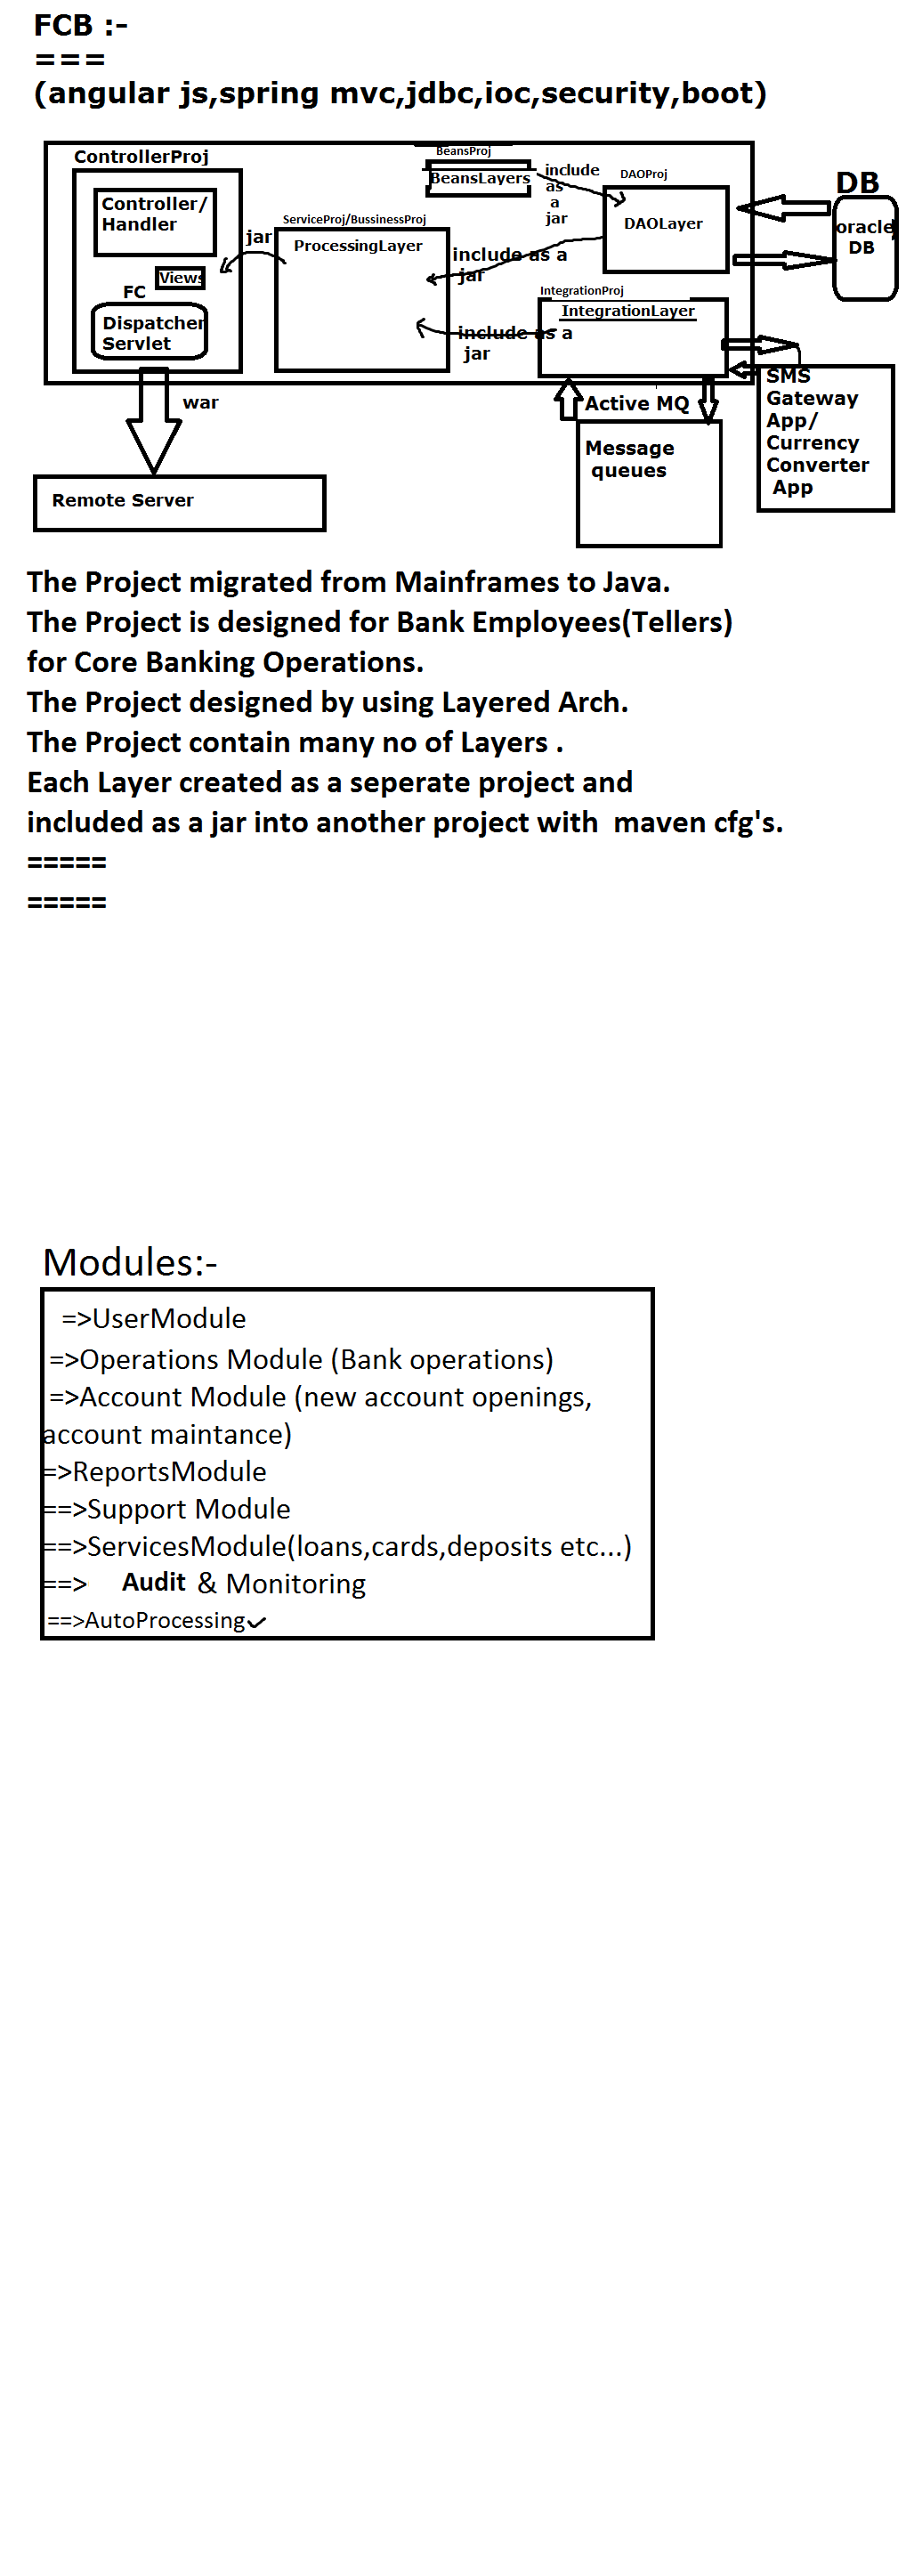 FCB :-
===
(angular js,spring mvc,jdbc,ioc,security,boot)
ControllerProj
Controller/
Handler
Views
FC
Dispatcher
Servlet
jar
ServiceProj/BussinessProj
ProcessingLayer
BeansProj
BeansLayers
include
as
a
jar
DAOProj
DAOLayer
include as a
jar
IntegrationProj
IntegrationLayer
include as a
jar
DB
oracle
DB
war
Remote Server
Active MQ
Message
queues
SMS
Gateway
App/
Currency
Converter
App
The Project migrated from Mainframes to Java.
The Project is designed for Bank Employees(Tellers)
for Core Banking Operations.
The Project designed by using Layered Arch.
The Project contain many no of Layers .
Each Layer created as a seperate project and
included as a jar into another project with  maven cfg's.
=====
=====
Modules:-
=>UserModule
=>Operations Module (Bank operations)
=>Account Module (new account openings,
account maintance)
=>ReportsModule
==>Support Module
==>ServicesModule(loans,cards,deposits etc...)
==> Audit & Monitoring
==>AutoProcessing